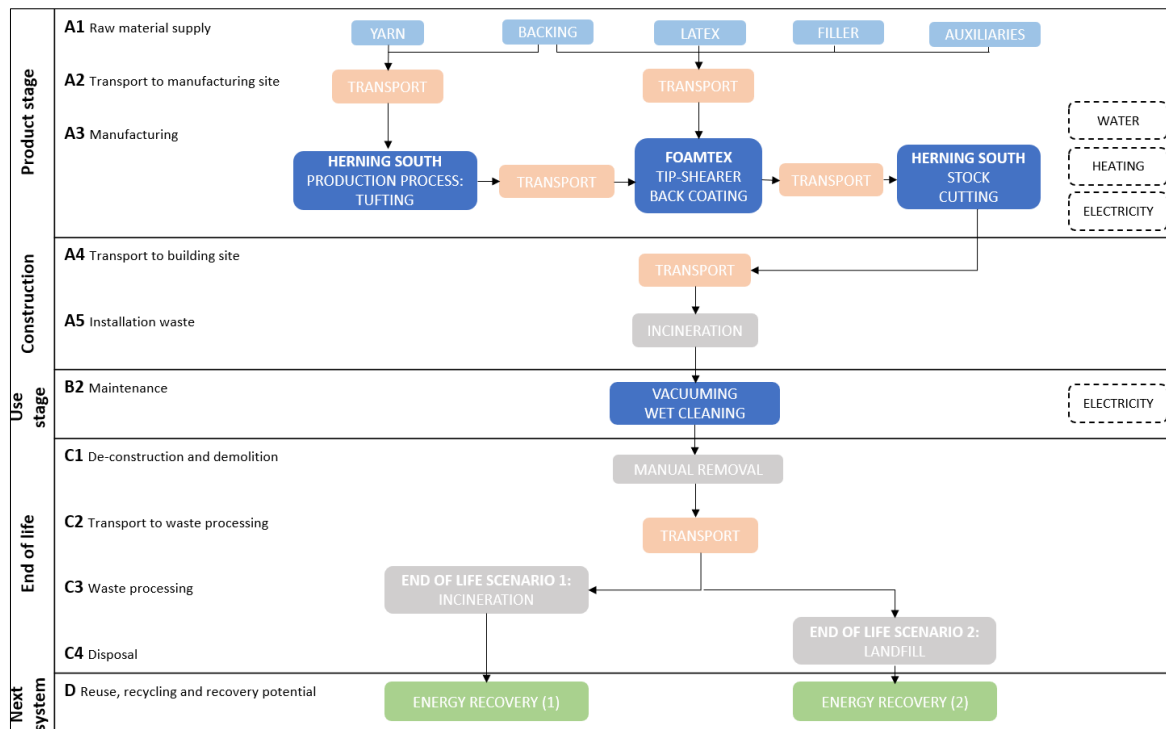 Product stage
A1 Raw material supply
YARN
BACKING
LATEX
FILLER
AUXILIARIES
A2 Transport to manufacturing site
TRANSPORT
TRANSPORT
A3 Manufacturing
HERNING SOUTH
PRODUCTION PROCESS:
TUFTING
TRANSPORT
FOAMTEX
TIP-SHEARER
BACK COATING
TRANSPORT
HERNING SOUTH
STOCK
CUTTING
WATER
HEATING
ELECTRICITY
Construction
A4 Transport to building site
TRANSPORT
A5 Installation waste
INCINERATION
Use
stage
B2 Maintenance
VACUUMING
WET CLEANING
ELECTRICITY
End of life
C1 De-construction and demolition
MANUAL REMOVAL
C2 Transport to waste processing
TRANSPORT
C3 Waste processing
END OF LIFE SCENARIO 1:
INCINERATION
END OF LIFE SCENARIO 2:
LANDFILL
C4 Disposal
Next
system
D Reuse, recycling and recovery potential
ENERGY RECOVERY (1)
ENERGY RECOVERY (2)